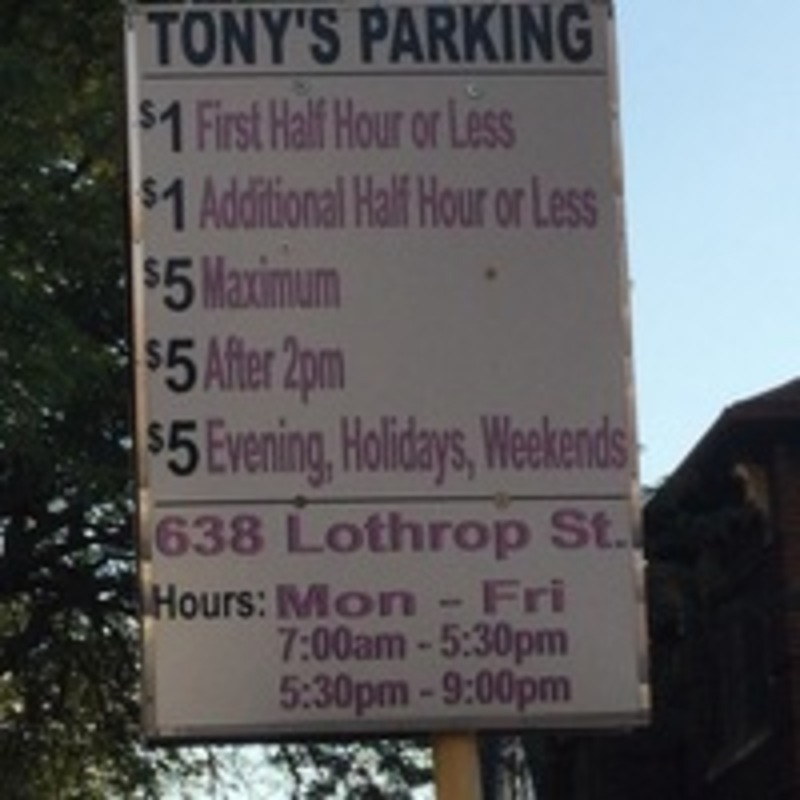 TONY'S PARKING
$1 First Half Hour or Less
$1 Additional Half Hour or Less
$5 Maximum
$5 After 2pm
$5 Evening, Holidays, Weekends
638 Lothrop St.
Hours: Mon - Fri
7:00am - 5:30pm
5:30pm - 9:00pm